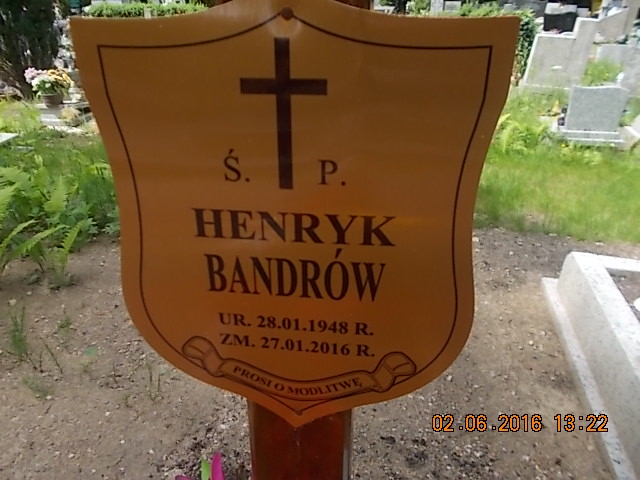 Ś. P.
HENRYK
BANDRÓW
UR. 28.01.1948 R.
ZM. 27.01.2016 R.
PROSI O MODLITWĘ
02.06.2016 13:22